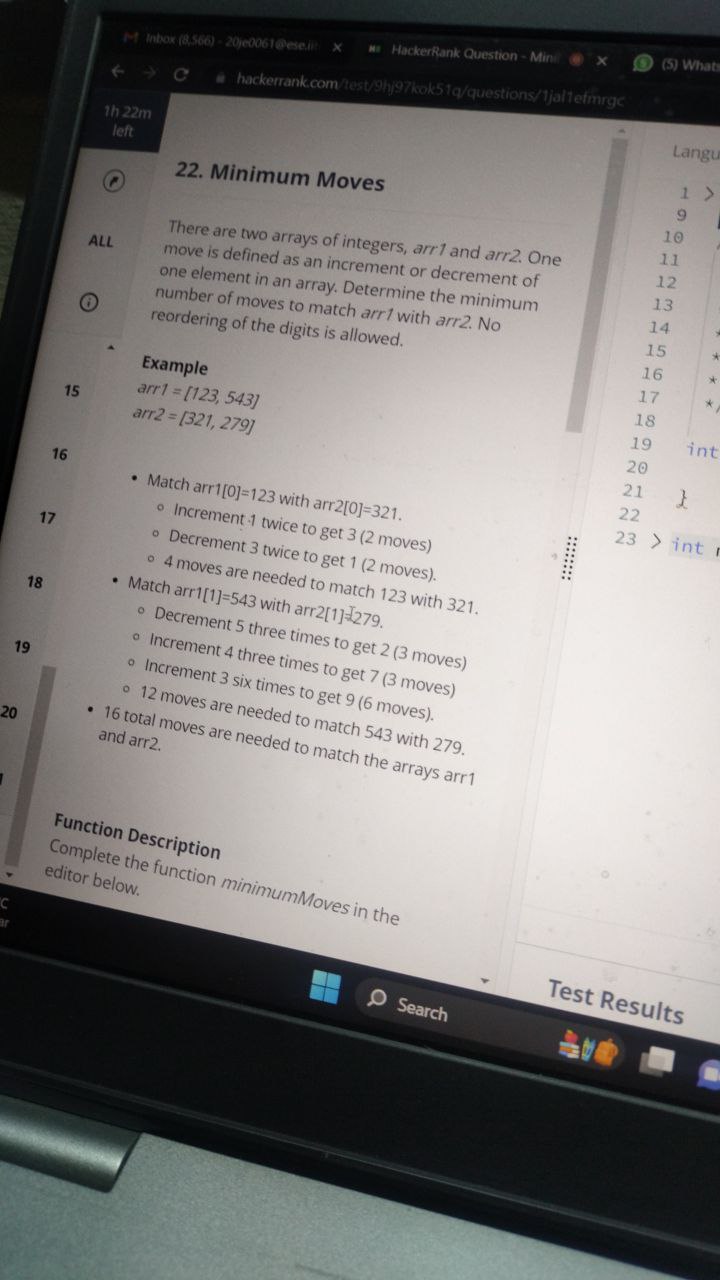 Inbox (8,566) - 20je0061@ese.ii
HackerRank Question - Mini
(5) Whats
hackerrank.com/test/9hj97kok51q/questions/1jal1efmrgc
1h 22m
left
ALL
15
16
17
18
19
20
22. Minimum Moves
There are two arrays of integers, arr1 and arr2. One
move is defined as an increment or decrement of
one element in an array. Determine the minimum
number of moves to match arr1 with arr2. No
reordering of the digits is allowed.
Example
arr1 = [123, 543]
arr2 = [321, 279]
• Match arr1[0]=123 with arr2[0]=321.
◦ Increment 1 twice to get 3 (2 moves)
◦ Decrement 3 twice to get 1 (2 moves).
◦ 4 moves are needed to match 123 with 321.
• Match arr1[1]=543 with arr2[1]=279.
◦ Decrement 5 three times to get 2 (3 moves)
◦ Increment 4 three times to get 7 (3 moves)
◦ Increment 3 six times to get 9 (6 moves).
◦ 12 moves are needed to match 543 with 279.
• 16 total moves are needed to match the arrays arr1
and arr2.
Function Description
Complete the function minimumMoves in the
editor below.
Langu
1 >
9
10
11
12
13
14
15 *
16 *
17 */
18
19 int
20
21 }
22
23 > int
Test Results
Search